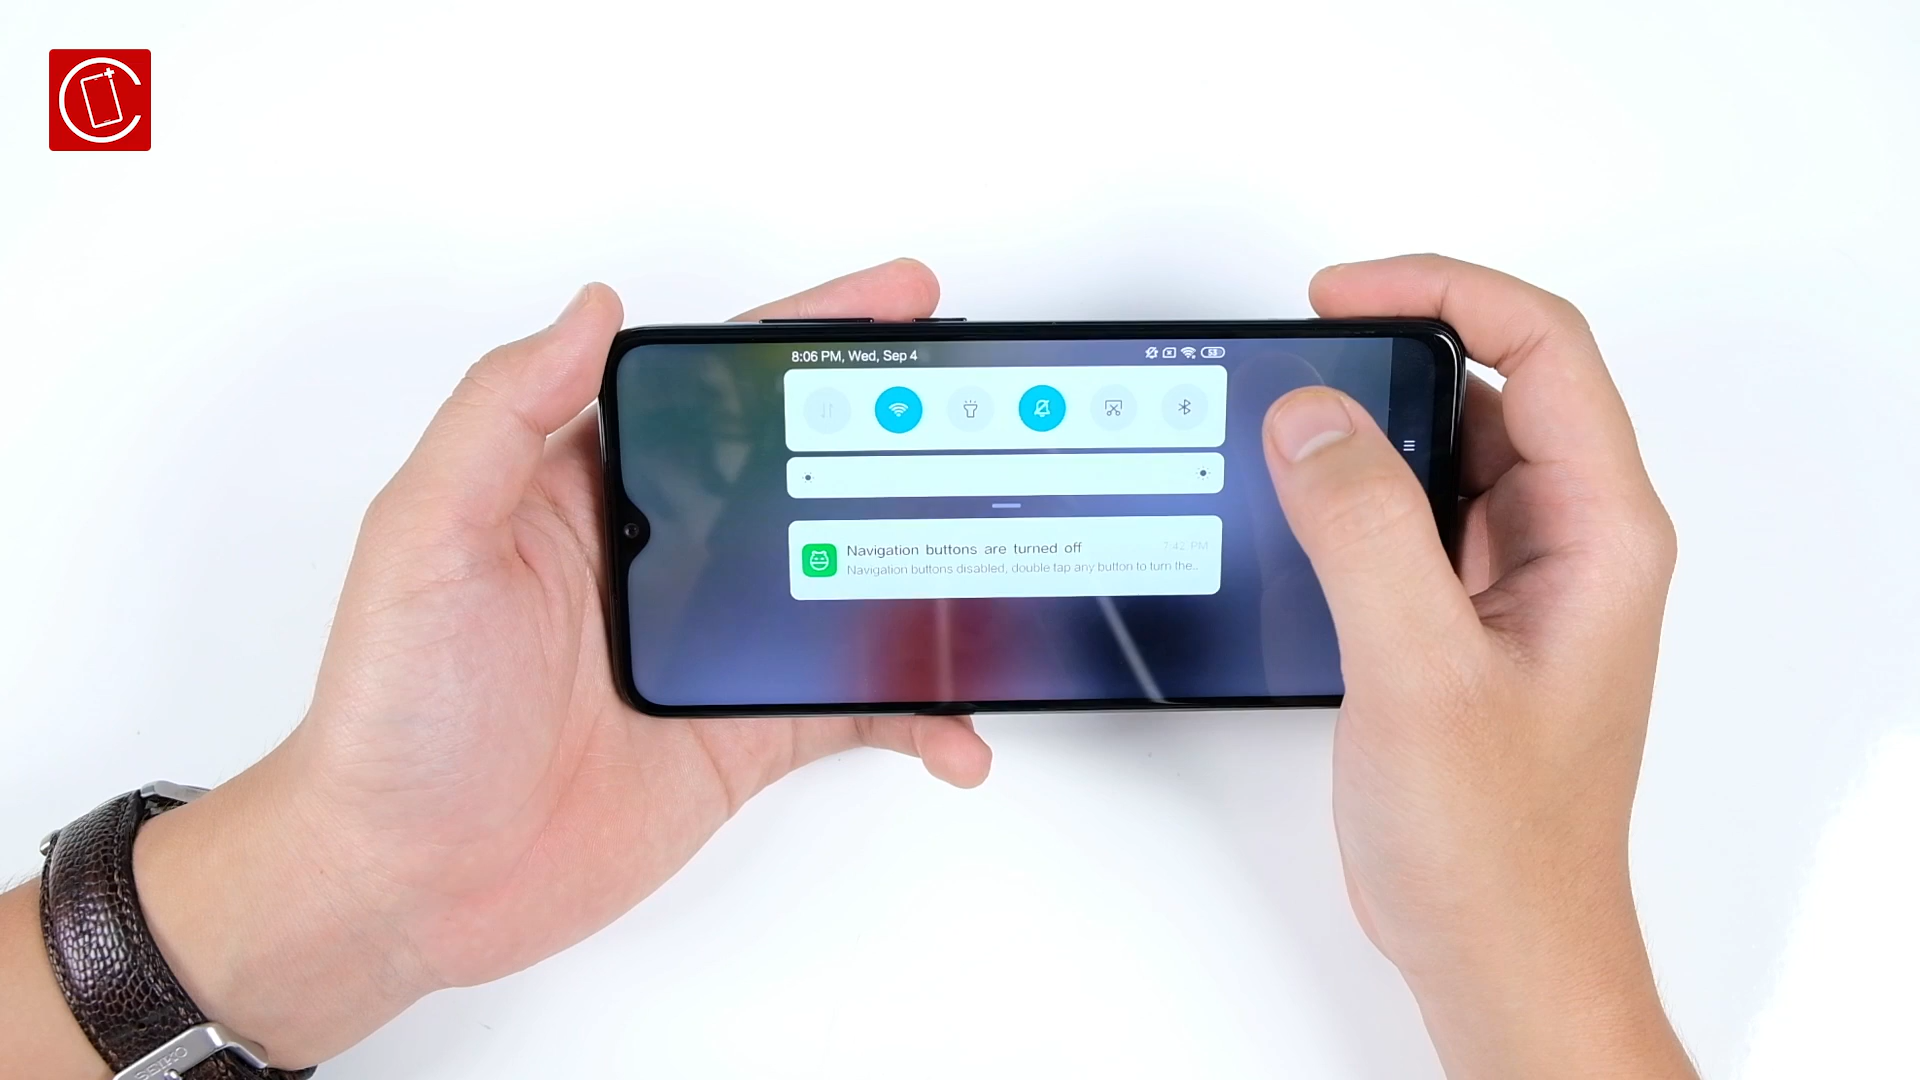 8:06 PM, Wed, Sep 4
53
Navigation buttons are turned off
7:42 PM
Navigation buttons disabled, double tap any button to turn the...